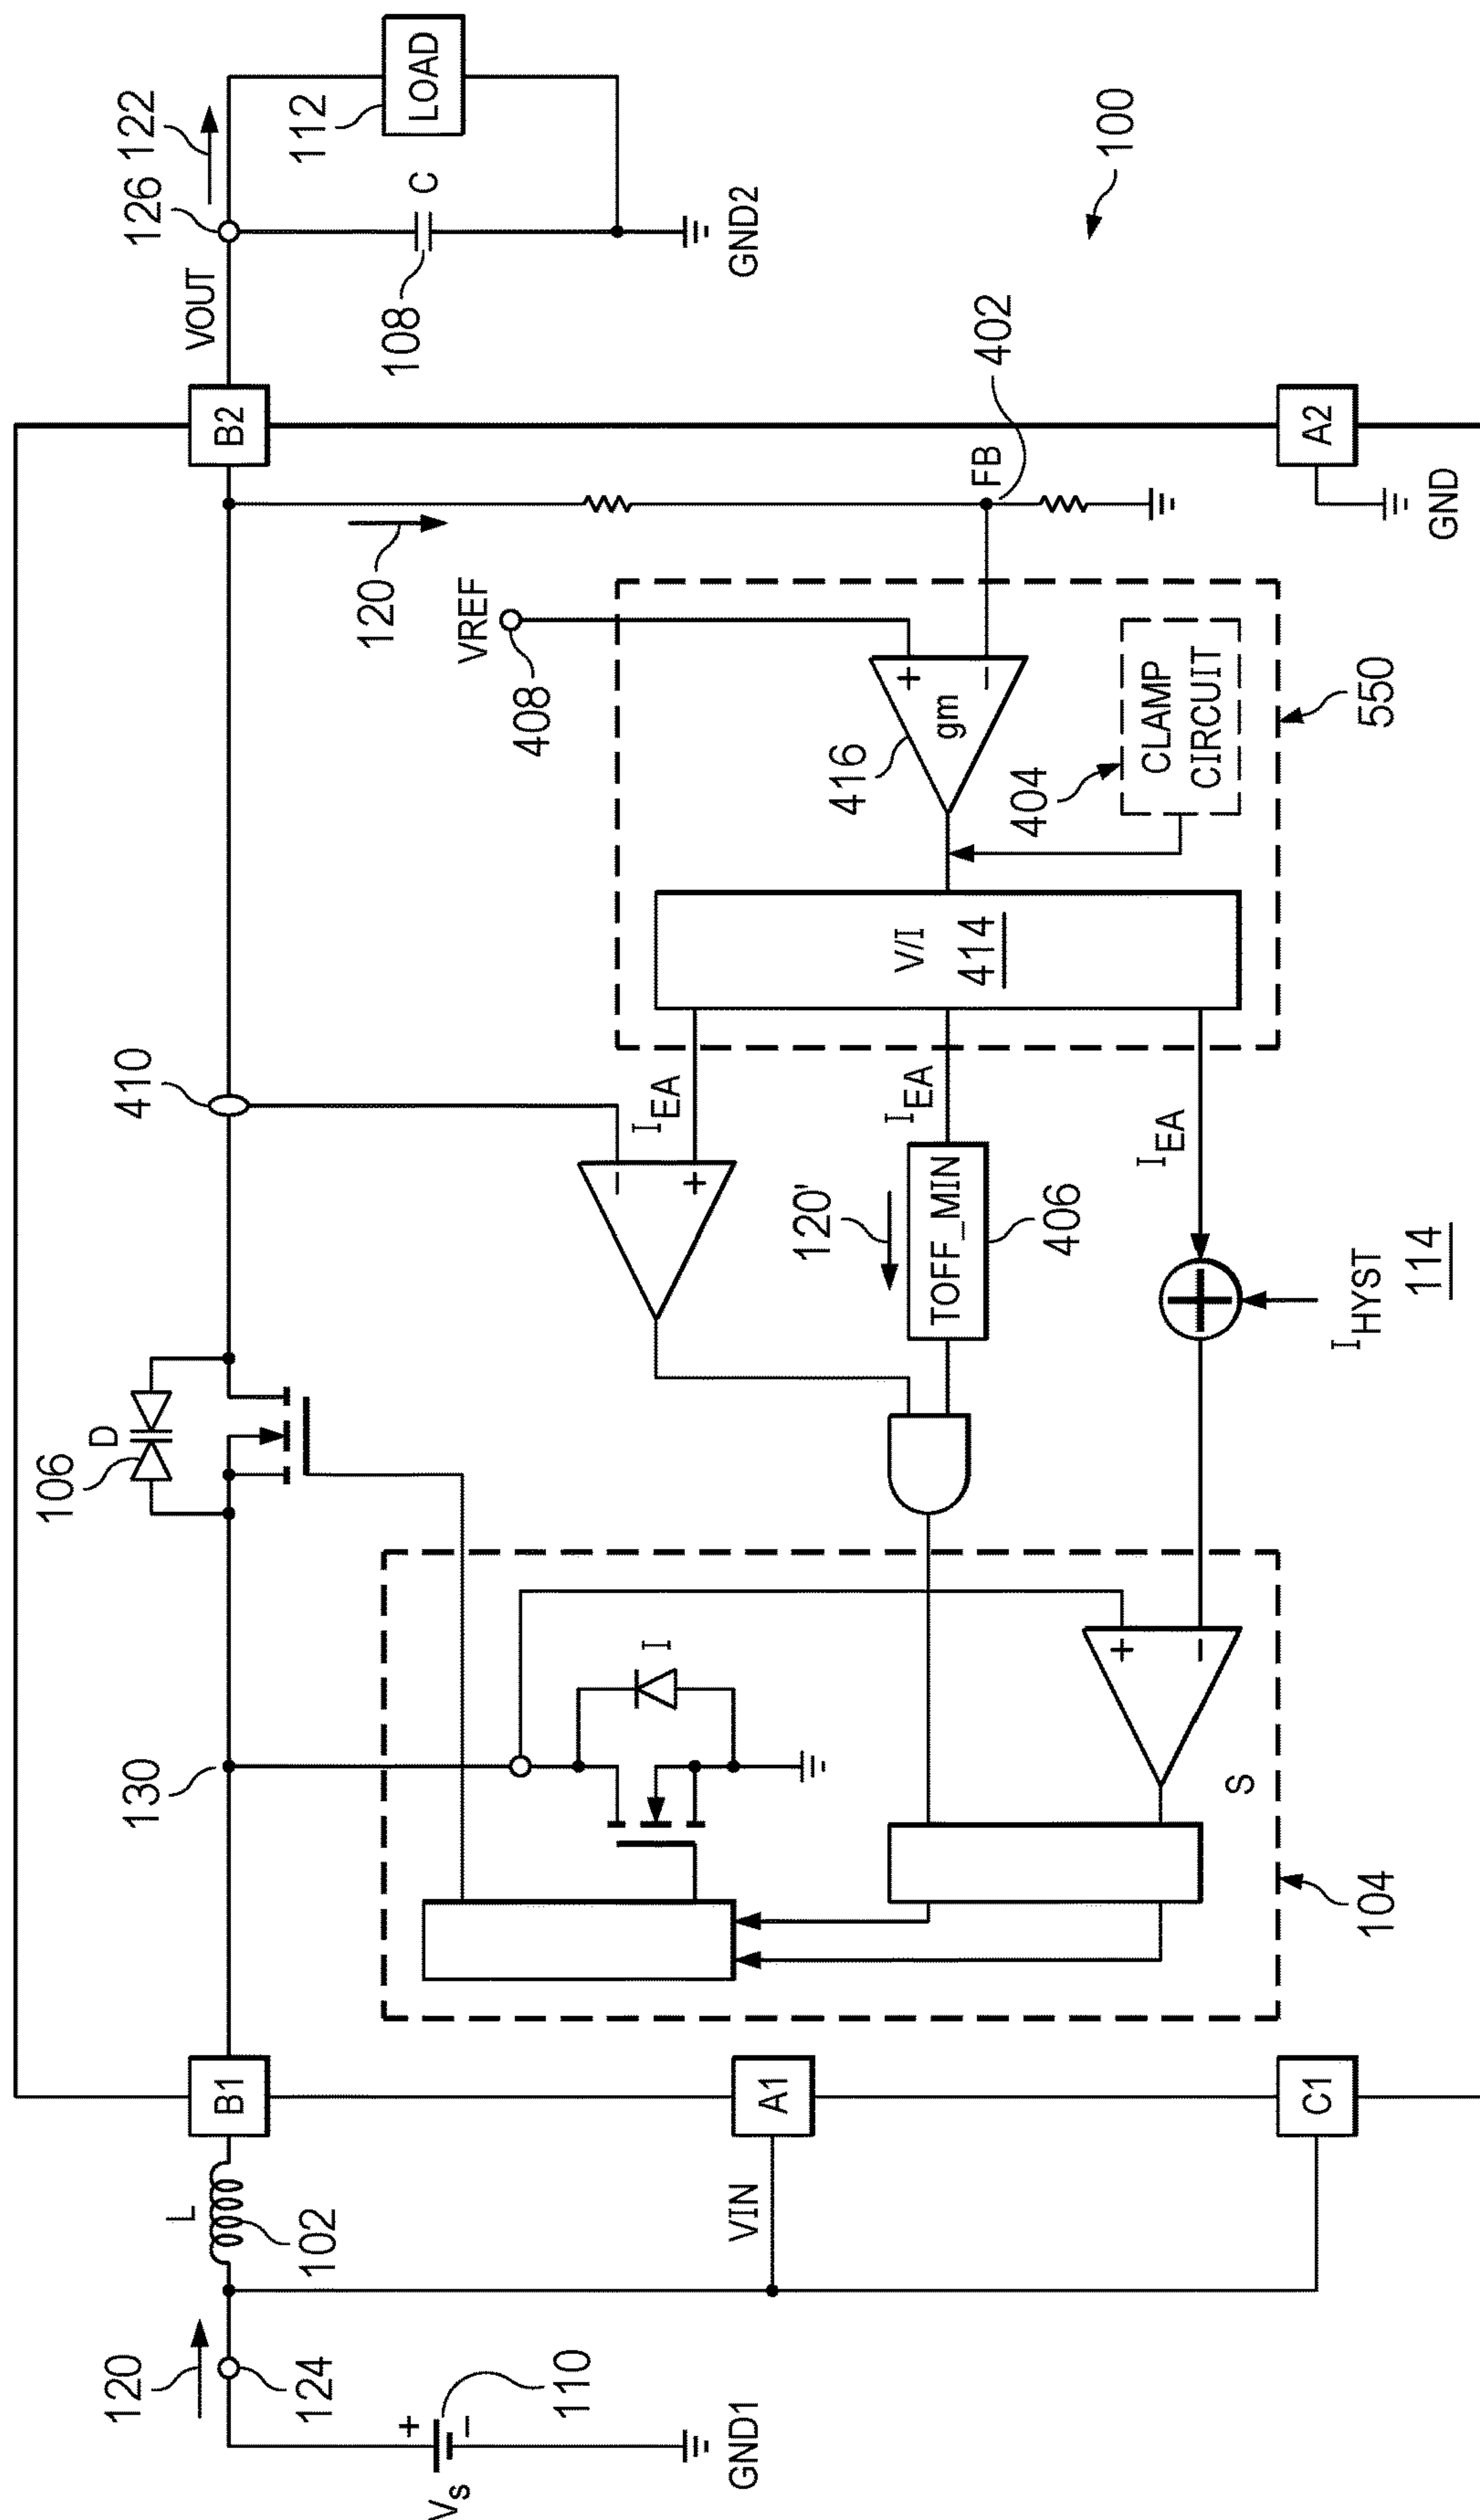 120
124
VS
+
−
110
GND1
L
102
VIN
B1
A1
C1
130
106
D
I
+
−
S
104
410
−
+
IEA
IEA
IEA
120'
TOFF_MIN
406
IHYST
114
V/I
414
416
gm
+
−
VREF
408
404
CLAMP
CIRCUIT
550
120
FB
402
B2
A2
GND
VOUT
126
122
108
C
GND2
112
LOAD
100